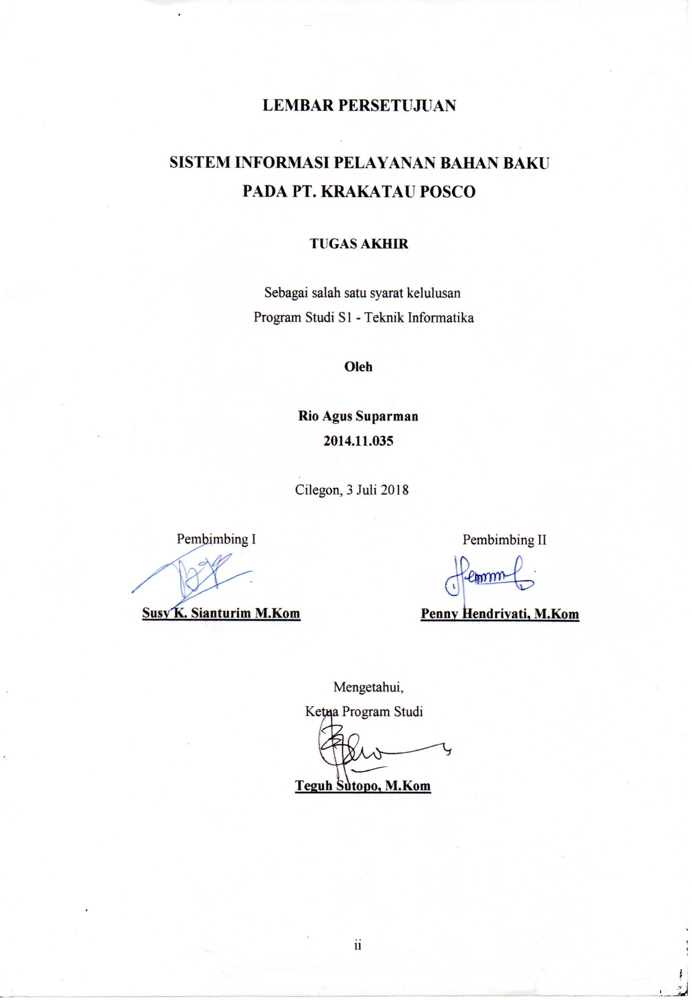 LEMBAR PERSETUJUAN
SISTEM INFORMASI PELAYANAN BAHAN BAKU
PADA PT. KRAKATAU POSCO
TUGAS AKHIR
Sebagai salah satu syarat kelulusan
Program Studi S1 - Teknik Informatika
Oleh
Rio Agus Suparman
2014.11.035
Cilegon, 3 Juli 2018
Pembimbing I Pembimbing II
Susy K. Sianturim M.Kom Penny Hendriyati, M.Kom
Mengetahui,
Ketua Program Studi
Teguh Sutopo, M.Kom
ii